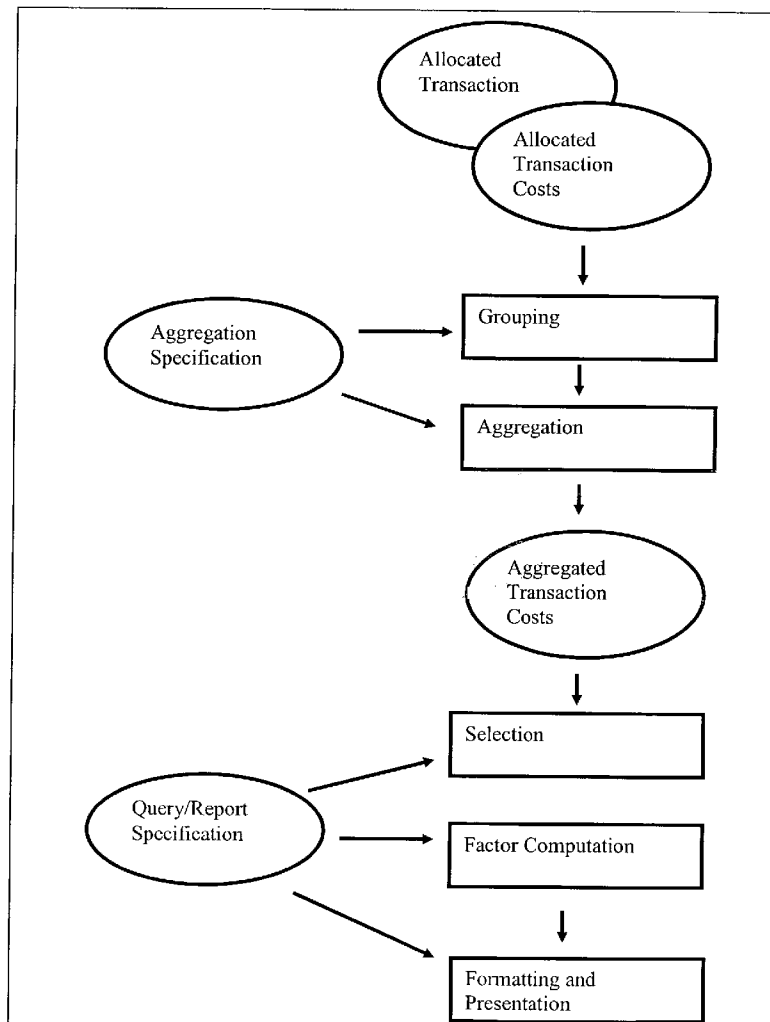 Allocated
Transaction
Allocated
Transaction
Costs
Grouping
Aggregation
Specification
Aggregation
Aggregated
Transaction
Costs
Selection
Query/Report
Specification
Factor Computation
Formatting and
Presentation